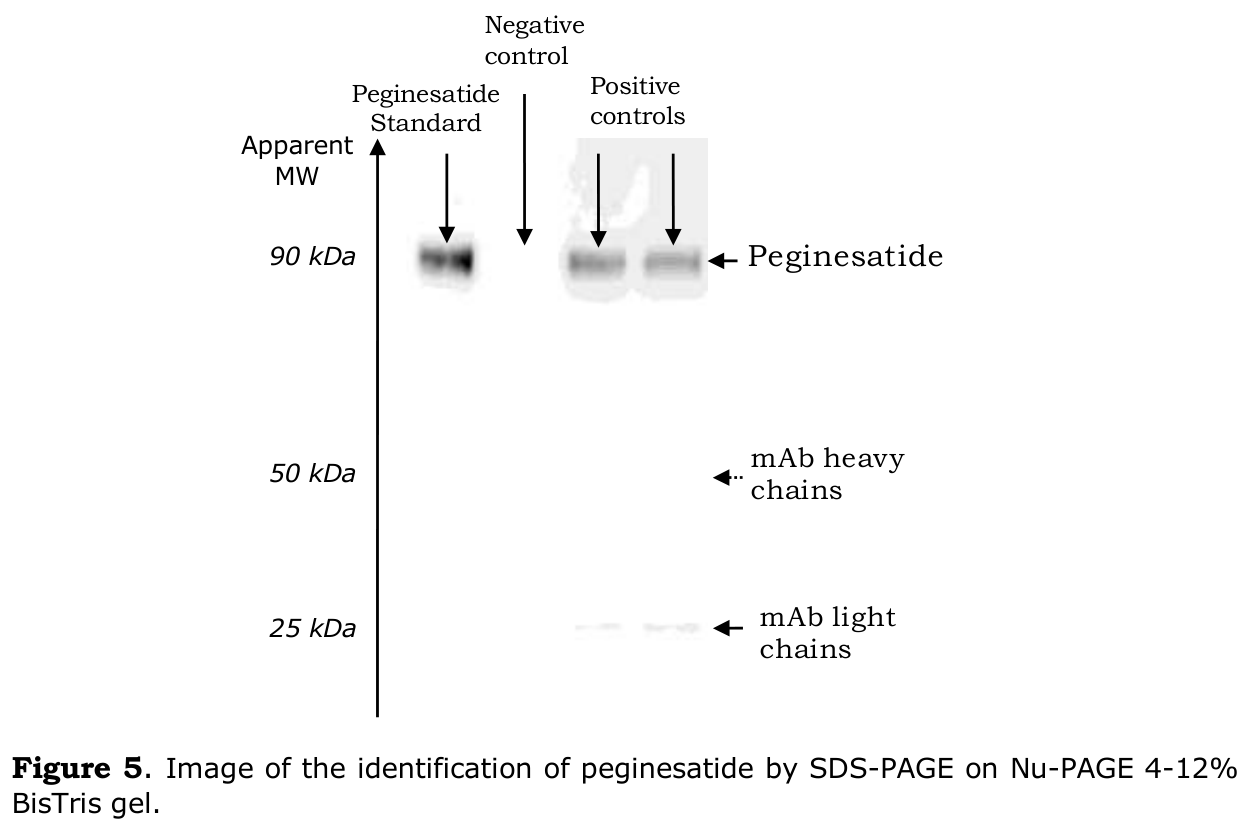 Negative
control
Positive
controls
Peginesatide
Standard
Apparent
MW
90 kDa
Peginesatide
50 kDa
mAb heavy
chains
25 kDa
mAb light
chains
Figure 5. Image of the identification of peginesatide by SDS-PAGE on Nu-PAGE 4-12%
BisTris gel.